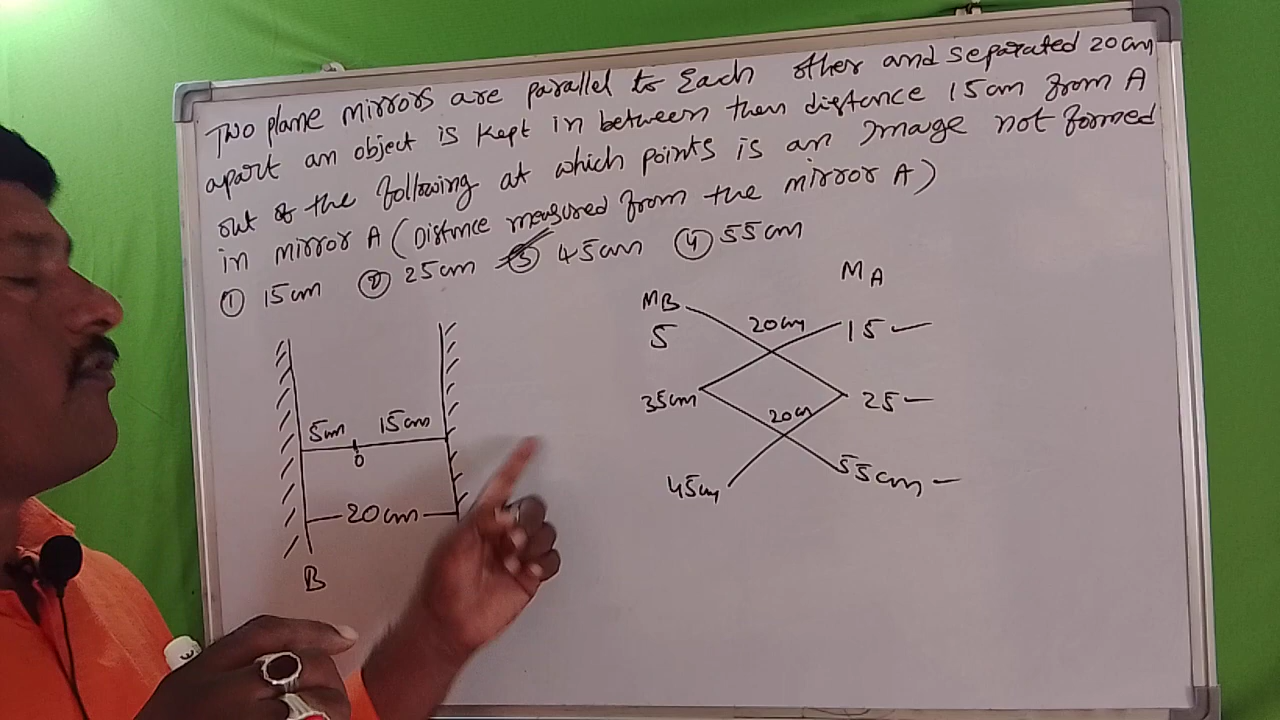 Two plane mirrors are parallel to Each other and separated 20cm
apart an object is kept in between then distance 15cm from A
out of the following at which points is an Image not formed
in mirror A (Distance measured from the mirror A)
① 15cm ② 25cm ③ 45cm ④ 55cm
MB MA
5 20cm 15
35cm 25
20cm
45cm 55cm
5cm 15cm
O
20cm
B